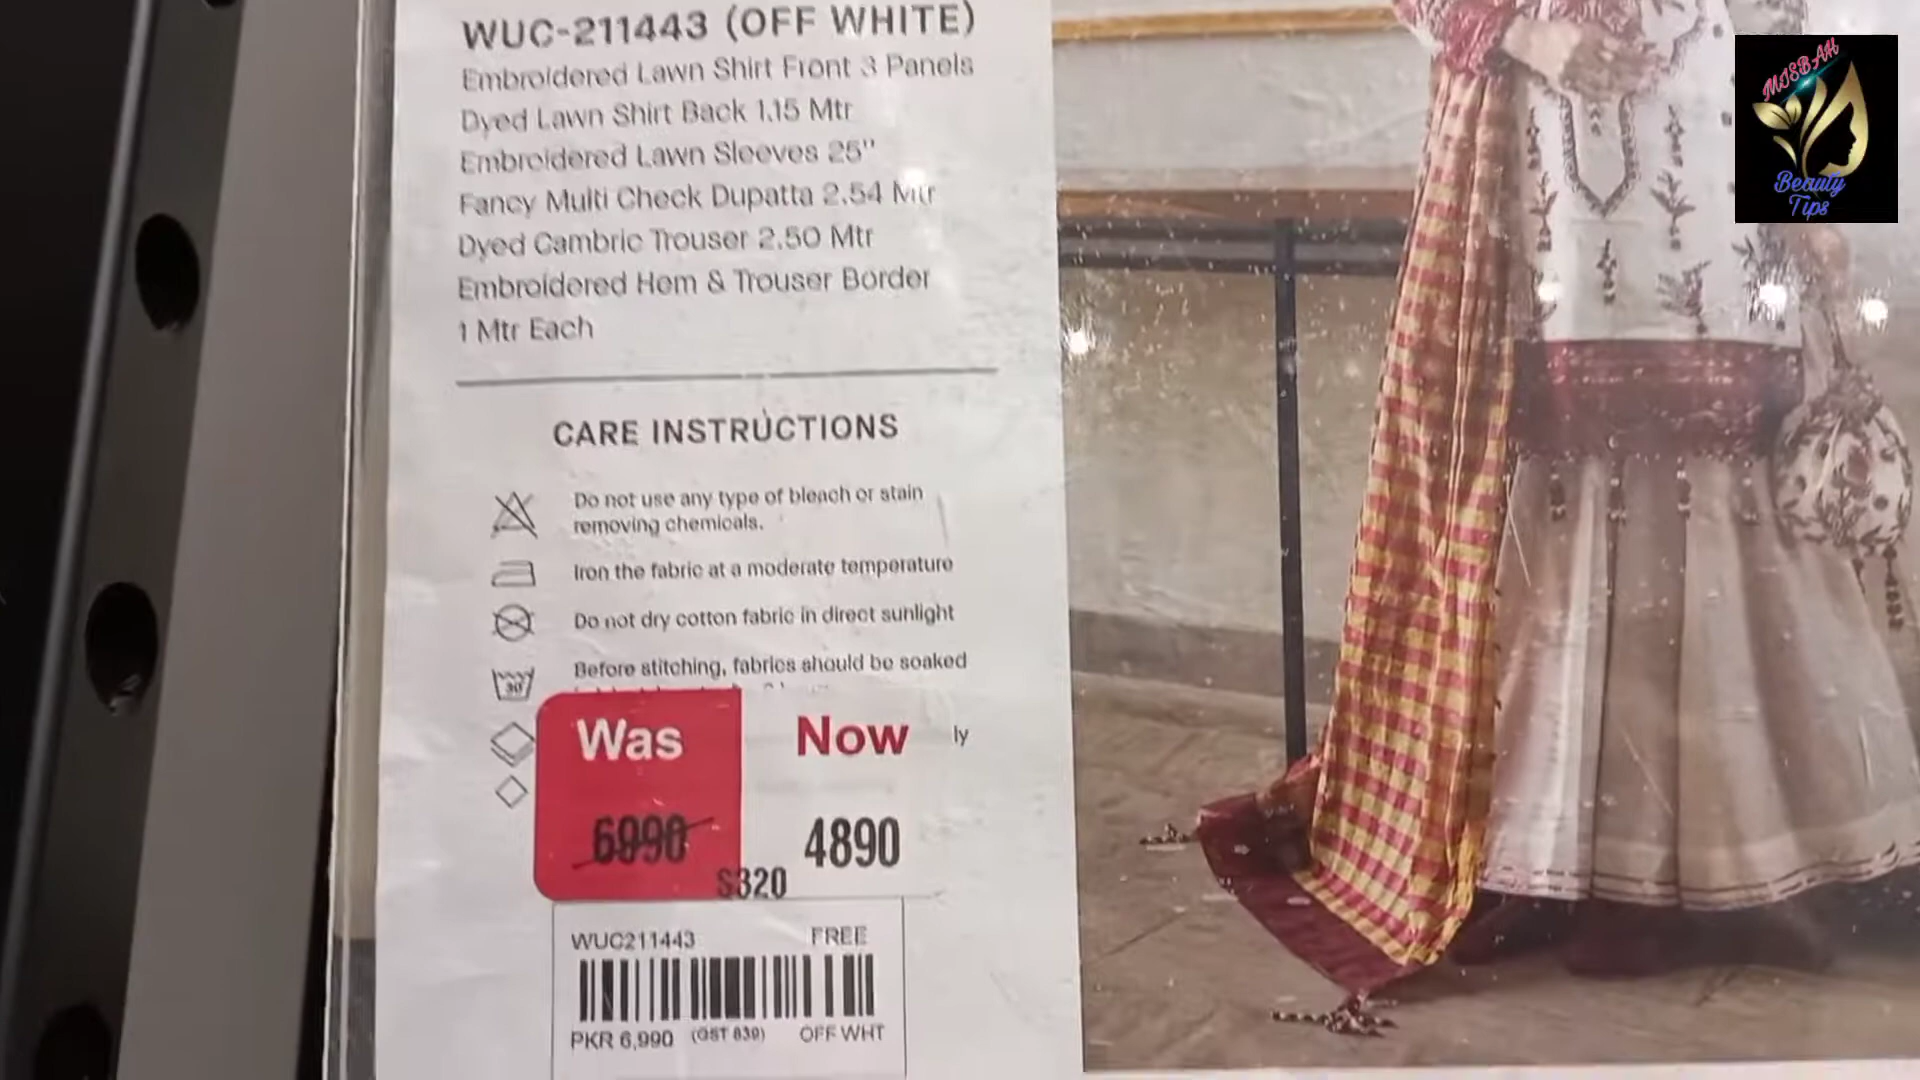 WUC-211443 (OFF WHITE)
Embroidered Lawn Shirt Front 3 Panels
Dyed Lawn Shirt Back 1.15 Mtr
Embroidered Lawn Sleeves 25"
Fancy Multi Check Dupatta 2.54 Mtr
Dyed Cambric Trouser 2.50 Mtr
Embroidered Hem & Trouser Border
1 Mtr Each
CARE INSTRUCTIONS
Do not use any type of bleach or stain
removing chemicals.
Iron the fabric at a moderate temperature
Do not dry cotton fabric in direct sunlight
Before stitching, fabrics should be soaked
30
ly
Was
Now
6990
4890
S320
WUC211443 FREE
PKR 6,990 (GST 839) OFF WHT
MISBAH
Beauty
Tips